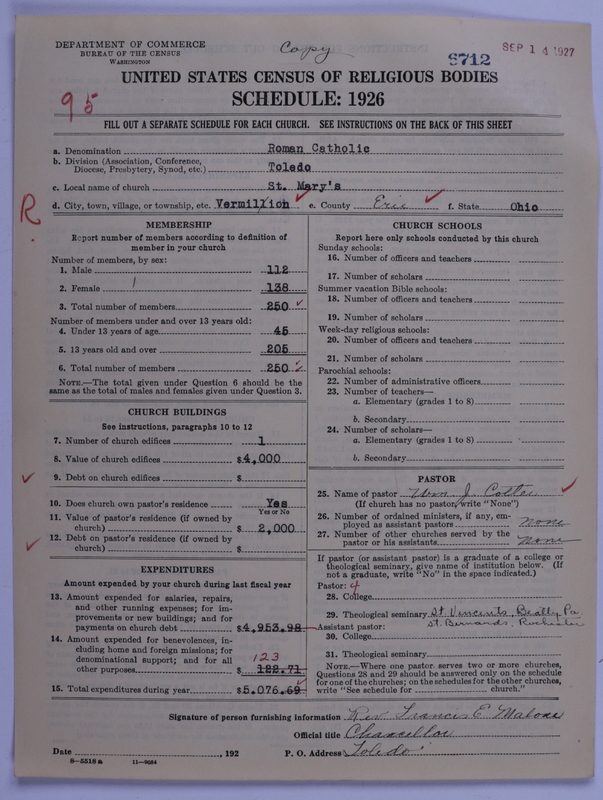 DEPARTMENT OF COMMERCE
BUREAU OF THE CENSUS
WASHINGTON
Copy
6712
SEP 14 1927
UNITED STATES CENSUS OF RELIGIOUS BODIES
95
SCHEDULE: 1926
FILL OUT A SEPARATE SCHEDULE FOR EACH CHURCH. SEE INSTRUCTIONS ON THE BACK OF THIS SHEET
a. Denomination Roman Catholic
b. Division (Association, Conference, Diocese, Presbytery, Synod, etc.) Toledo
c. Local name of church St. Mary's
R.
d. City, town, village, or township, etc. Vermilion e. County Erie f. State Ohio
MEMBERSHIP
Report number of members according to definition of
member in your church
Number of members, by sex:
1. Male 112
2. Female 138
3. Total number of members 250
Number of members under and over 13 years old:
4. Under 13 years of age 45
5. 13 years old and over 205
6. Total number of members 250
NOTE.—The total given under Question 6 should be the
same as the total of males and females given under Question 3.
CHURCH BUILDINGS
See instructions, paragraphs 10 to 12
7. Number of church edifices 1
8. Value of church edifices $4,000
9. Debt on church edifices $
10. Does church own pastor's residence Yes
Yes or No
11. Value of pastor's residence (if owned by
church) $ 2,000
12. Debt on pastor's residence (if owned by
church) $
EXPENDITURES
Amount expended by your church during last fiscal year
13. Amount expended for salaries, repairs,
and other running expenses; for im-
provements or new buildings; and for
payments on church debt $4,953.98
14. Amount expended for benevolences, in-
cluding home and foreign missions; for
denominational support; and for all
123
other purposes $ 122.71
15. Total expenditures during year $5,076.69
CHURCH SCHOOLS
Report here only schools conducted by this church
Sunday schools:
16. Number of officers and teachers
17. Number of scholars
Summer vacation Bible schools:
18. Number of officers and teachers
19. Number of scholars
Week-day religious schools:
20. Number of officers and teachers
21. Number of scholars
Parochial schools:
22. Number of administrative officers
23. Number of teachers—
a. Elementary (grades 1 to 8)
b. Secondary
24. Number of scholars—
a. Elementary (grades 1 to 8)
b. Secondary
PASTOR
25. Name of pastor Wm. J.
(If church has no pastor, write "None")
26. Number of ordained ministers, if any, em-
ployed as assistant pastors none
27. Number of other churches served by the
pastor or his assistants None
If pastor (or assistant pastor) is a graduate of a college or
theological seminary, give name of institution below. (If
not a graduate, write "No" in the space indicated.)
Pastor: 4
28. College
29. Theological seminary St Vincents, Beatty Pa.
St. Bernards, Rochester
Assistant pastor:
30. College
31. Theological seminary
NOTE.—Where one pastor serves two or more churches,
Questions 28 and 29 should be answered only on the schedule
for one of the churches; on the schedules for the other churches,
write "See schedule for church."
Signature of person furnishing information Rev. Francis E. Malone
Official title Chancellor
Date , 192 P. O. Address Toledo
8—5518 a 11—9684